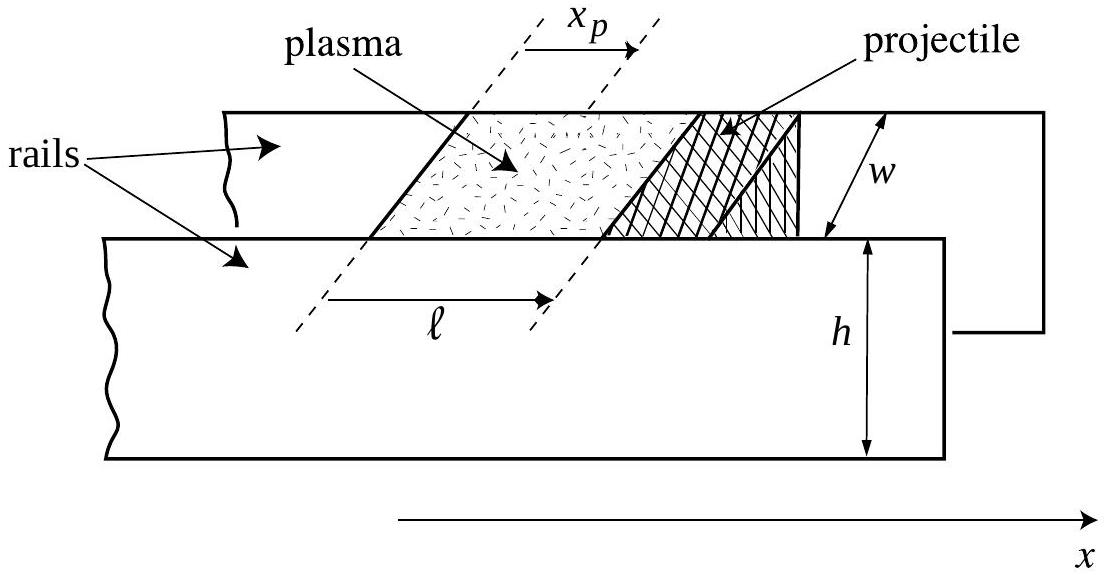 x_p
plasma
projectile
rails
w
ℓ
h
x